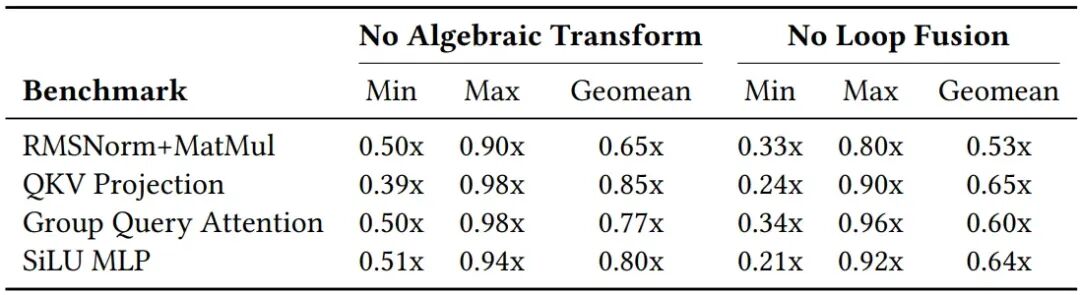 No Algebraic Transform No Loop Fusion
Benchmark Min Max Geomean Min Max Geomean
RMSNorm+MatMul 0.50x 0.90x 0.65x 0.33x 0.80x 0.53x
QKV Projection 0.39x 0.98x 0.85x 0.24x 0.90x 0.65x
Group Query Attention 0.50x 0.98x 0.77x 0.34x 0.96x 0.60x
SiLU MLP 0.51x 0.94x 0.80x 0.21x 0.92x 0.64x